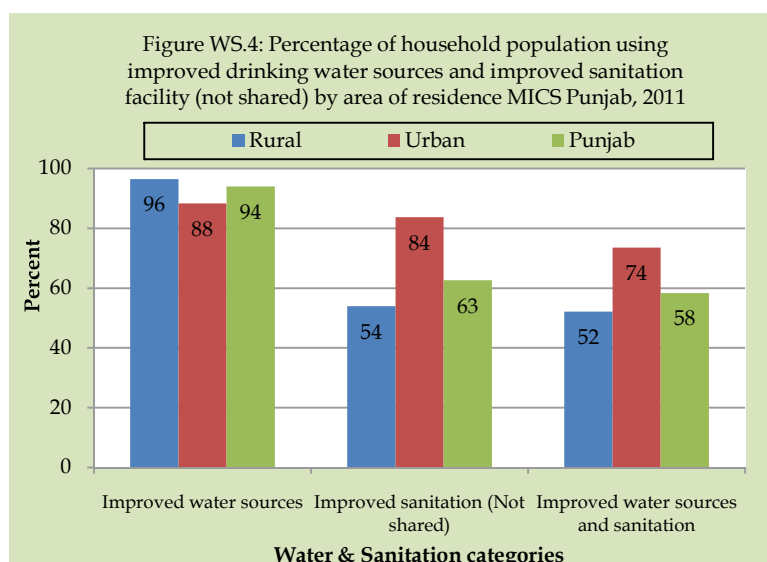 Figure WS.4: Percentage of household population using
improved drinking water sources and improved sanitation
facility (not shared) by area of residence MICS Punjab, 2011
Rural Urban Punjab
100
80
60
40
20
0
Percent
96 88 94
54 84 63
52 74 58
Improved water sources
Improved sanitation (Not
shared)
Improved water sources
and sanitation
Water & Sanitation categories